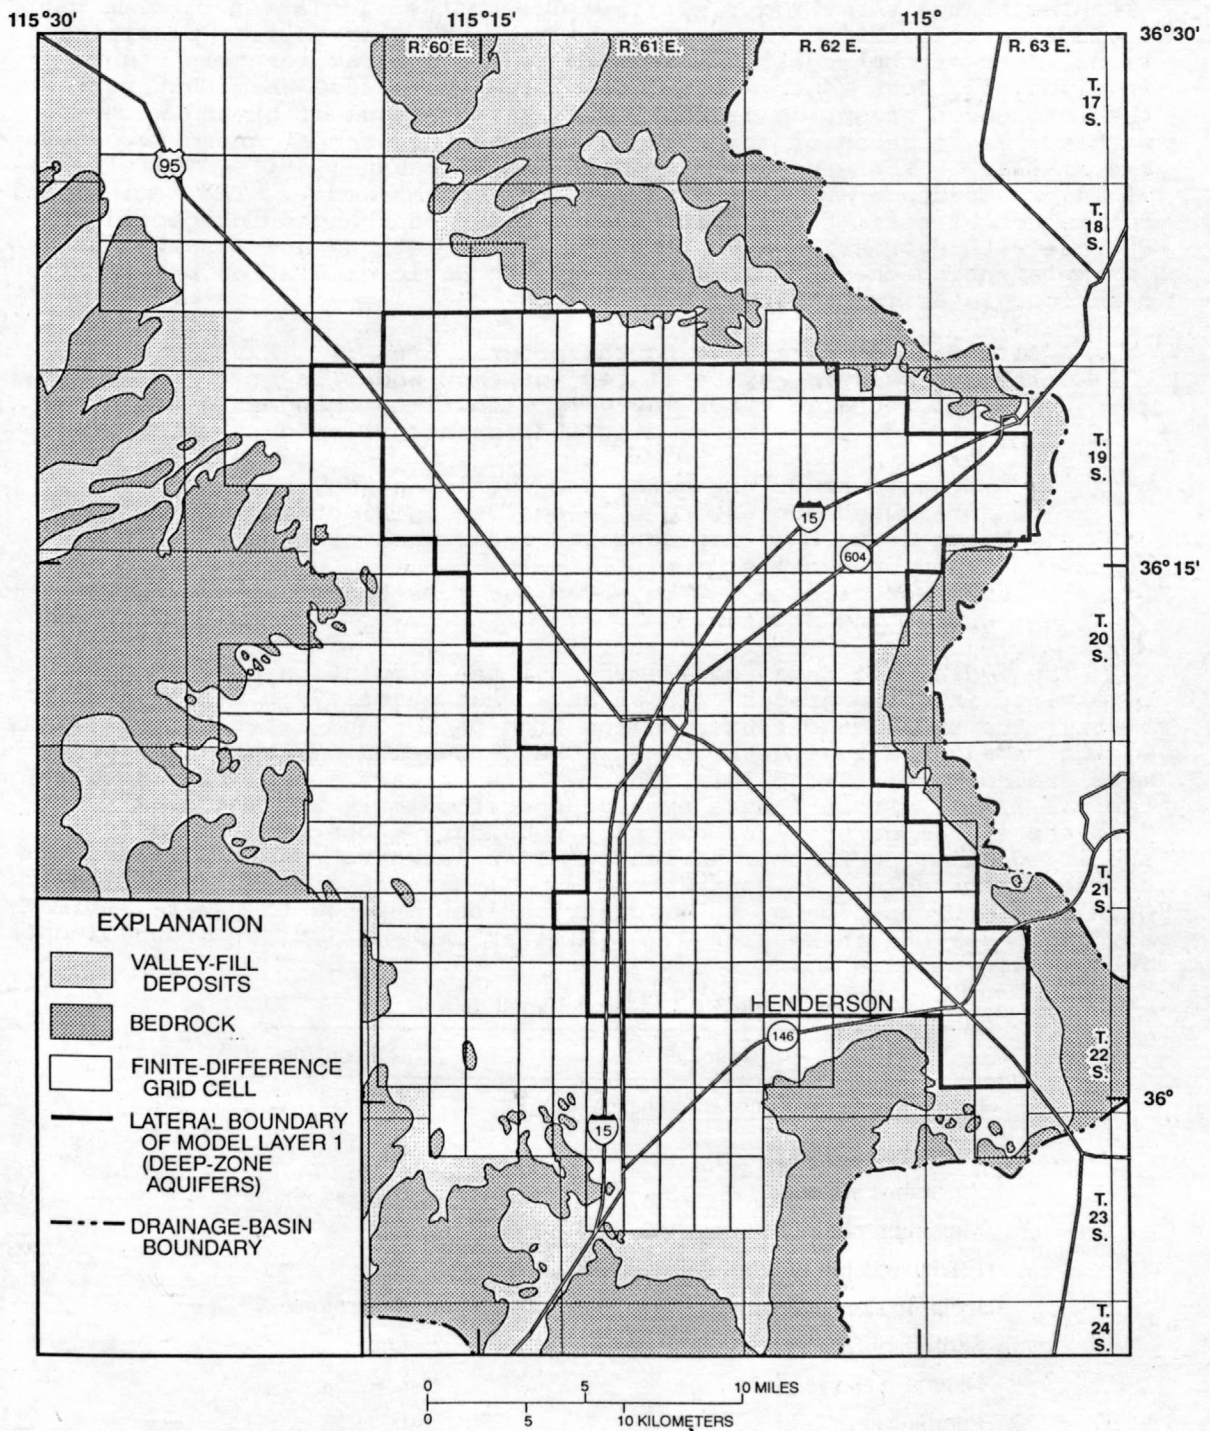 115°30'
115°15'
115°
36°30'
R. 60 E.
R. 61 E.
R. 62 E.
R. 63 E.
T.
17
S.
95
T.
18
S.
T.
19
S.
15
604
36°15'
T.
20
S.
T.
21
S.
HENDERSON
146
T.
22
S.
36°
15
T.
23
S.
T.
24
S.
EXPLANATION
VALLEY-FILL
DEPOSITS
BEDROCK
FINITE-DIFFERENCE
GRID CELL
LATERAL BOUNDARY
OF MODEL LAYER 1
(DEEP-ZONE
AQUIFERS)
DRAINAGE-BASIN
BOUNDARY
0 5 10 MILES
0 5 10 KILOMETERS